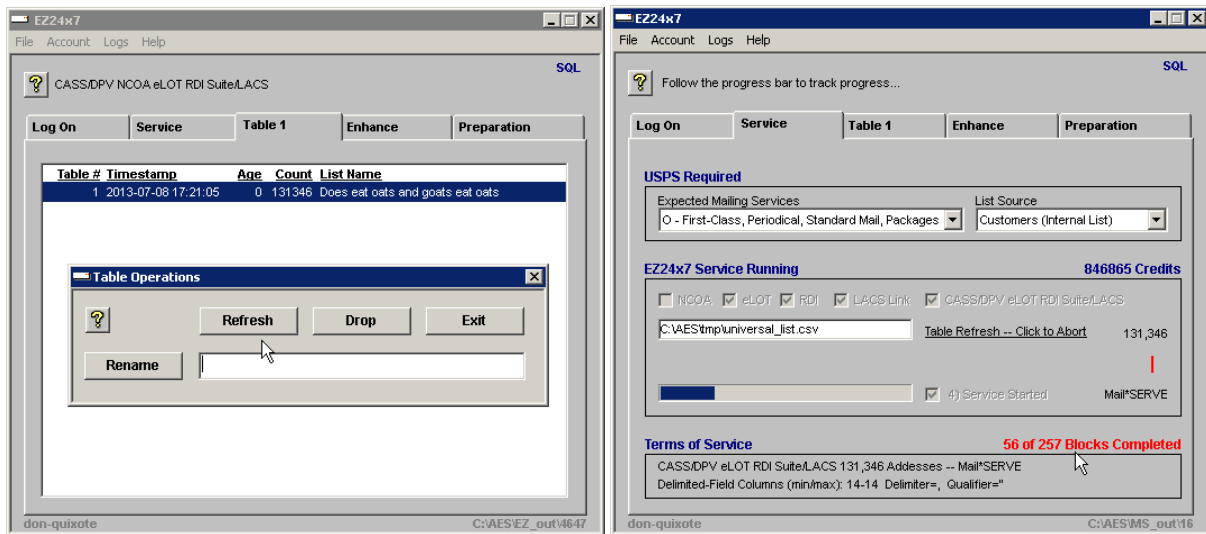 EZ24x7
File Account Logs Help
SQL
? CASS/DPV NCOA eLOT RDI Suite/LACS
Log On Service Table 1 Enhance Preparation
Table # Timestamp Age Count List Name
1 2013-07-08 17:21:05 0 131346 Does eat oats and goats eat oats
Table Operations
? Refresh Drop Exit
Rename
don-quixote C:\AES\EZ_out\4647
EZ24x7
File Account Logs Help
SQL
? Follow the progress bar to track progress...
Log On Service Table 1 Enhance Preparation
USPS Required
Expected Mailing Services List Source
O - First-Class, Periodical, Standard Mail, Packages Customers (Internal List)
EZ24x7 Service Running 846865 Credits
NCOA eLOT RDI LACS Link CASS/DPV eLOT RDI Suite/LACS
C:\AES\tmp\universal_list.csv Table Refresh -- Click to Abort 131,346
4) Service Started Mail*SERVE
Terms of Service 56 of 257 Blocks Completed
CASS/DPV eLOT RDI Suite/LACS 131,346 Addesses -- Mail*SERVE
Delimited-Field Columns (min/max): 14-14 Delimiter=, Qualifier="
don-quixote C:\AES\MS_out\16